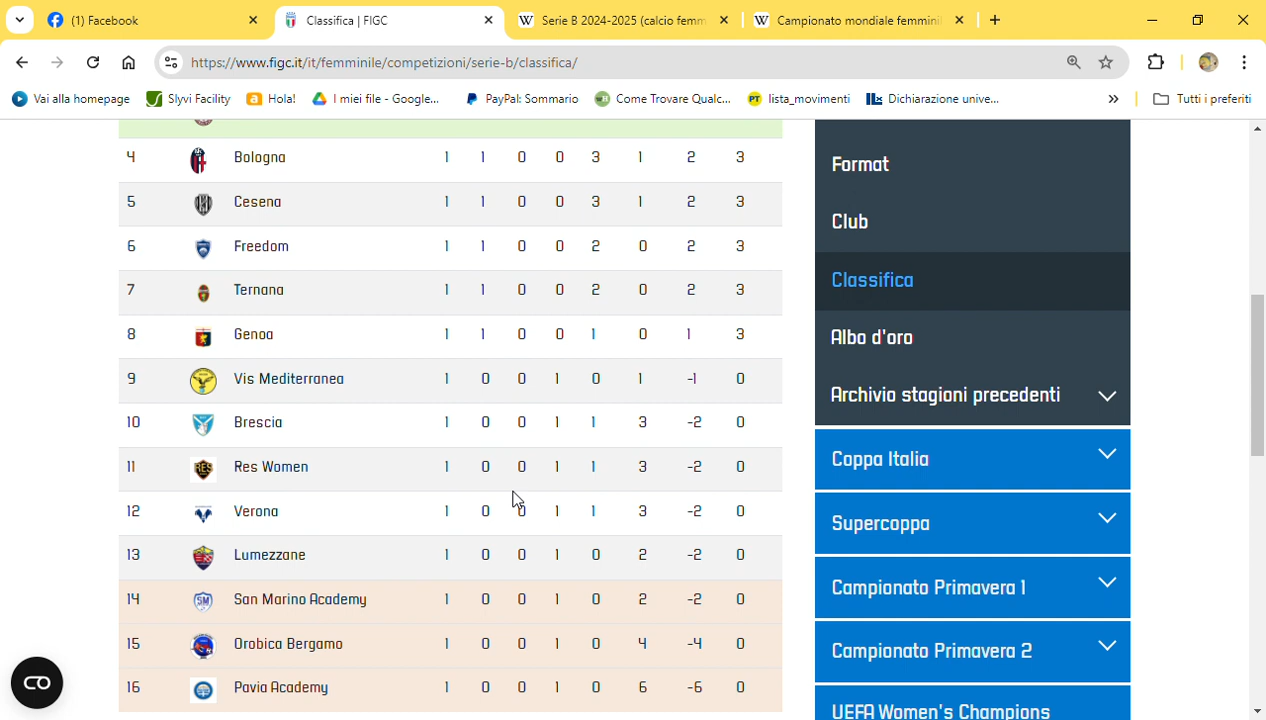 (1) Facebook
Classifica | FIGC
Serie B 2024-2025 (calcio femm
Campionato mondiale femminil
https://www.figc.it/it/femminile/competizioni/serie-b/classifica/
Vai alla homepage
Slyvi Facility
Hola!
I miei file - Google...
PayPal: Sommario
Come Trovare Qualc...
lista_movimenti
Dichiarazione unive...
Tutti i preferiti
4 Bologna 1 1 0 0 3 1 2 3
5 Cesena 1 1 0 0 3 1 2 3
6 Freedom 1 1 0 0 2 0 2 3
7 Ternana 1 1 0 0 2 0 2 3
8 Genoa 1 1 0 0 1 0 1 3
9 Vis Mediterranea 1 0 0 1 0 1 -1 0
10 Brescia 1 0 0 1 1 3 -2 0
11 Res Women 1 0 0 1 1 3 -2 0
12 Verona 1 0 0 1 1 3 -2 0
13 Lumezzane 1 0 0 1 0 2 -2 0
14 San Marino Academy 1 0 0 1 0 2 -2 0
15 Orobica Bergamo 1 0 0 1 0 4 -4 0
16 Pavia Academy 1 0 0 1 0 6 -6 0
Format
Club
Classifica
Albo d'oro
Archivio stagioni precedenti
Coppa Italia
Supercoppa
Campionato Primavera 1
Campionato Primavera 2
UEFA Women's Champions